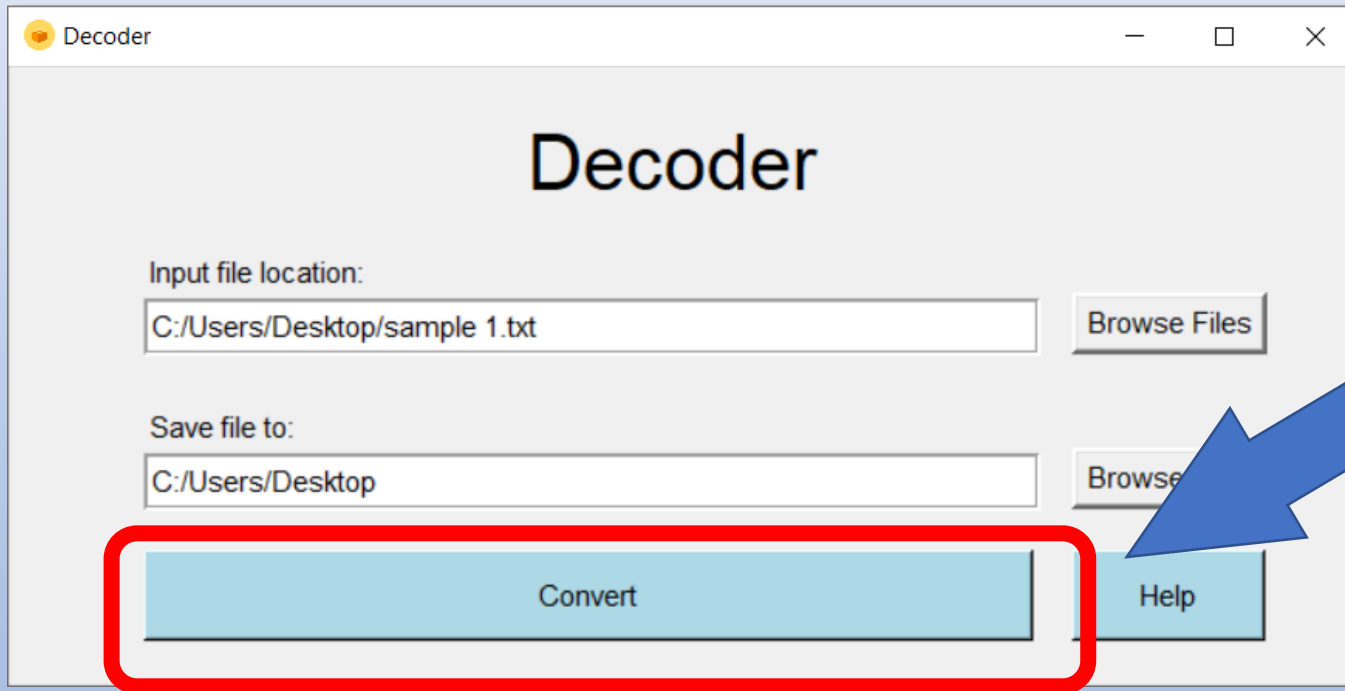 Decoder
Decoder
Input file location:
C:/Users/Desktop/sample 1.txt
Browse Files
Save file to:
C:/Users/Desktop
Browse
Convert
Help